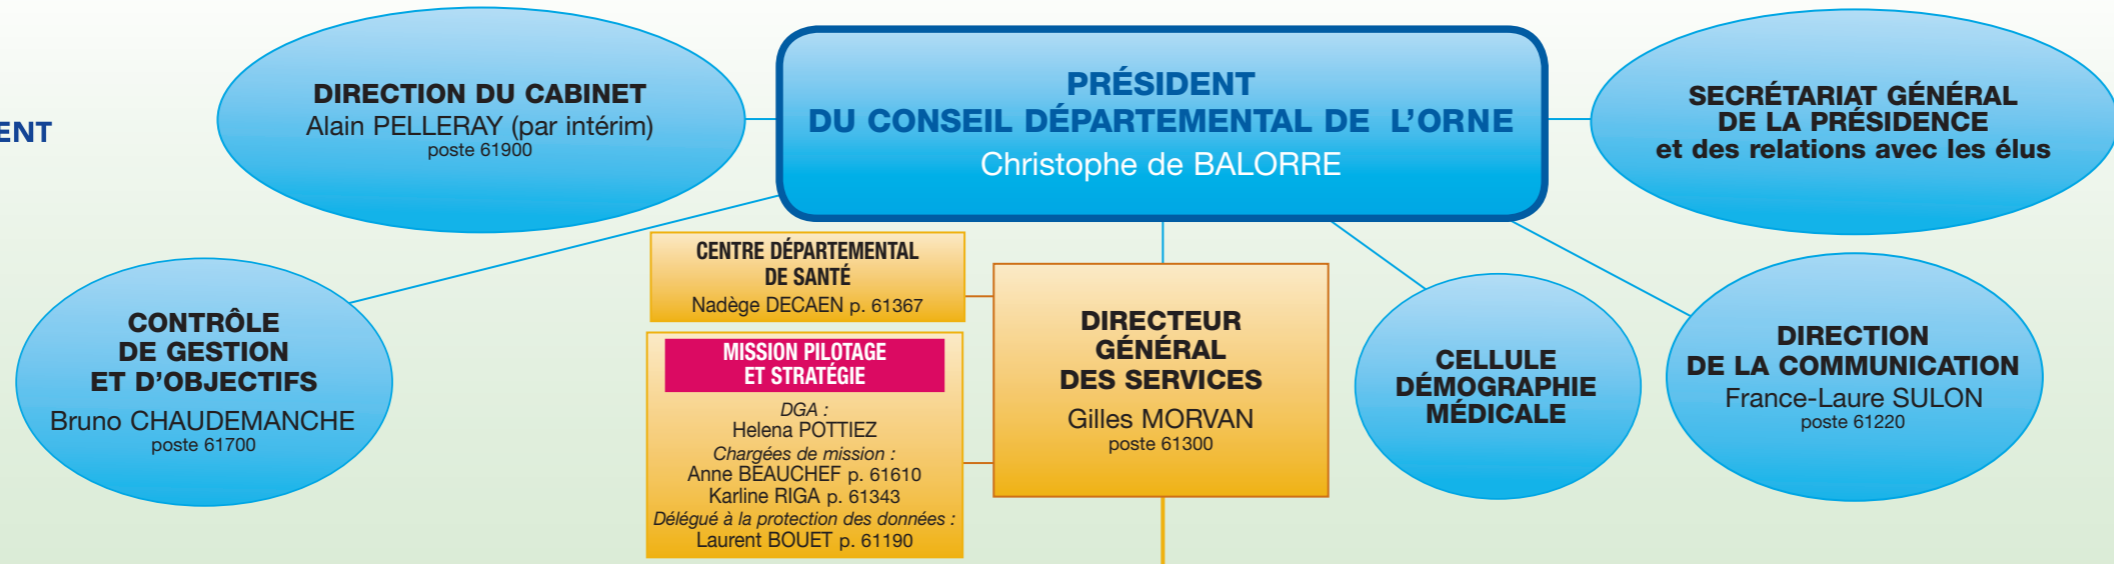 ENT
DIRECTION DU CABINET
Alain PELLERAY (par intérim)
poste 61900
PRÉSIDENT
DU CONSEIL DÉPARTEMENTAL DE L’ORNE
Christophe de BALORRE
SECRÉTARIAT GÉNÉRAL
DE LA PRÉSIDENCE
et des relations avec les élus
CONTRÔLE
DE GESTION
ET D’OBJECTIFS
Bruno CHAUDEMANCHE
poste 61700
CENTRE DÉPARTEMENTAL
DE SANTÉ
Nadège DECAEN p. 61367
MISSION PILOTAGE
ET STRATÉGIE
DGA :
Helena POTTIEZ
Chargées de mission :
Anne BEAUCHEF p. 61610
Karline RIGA p. 61343
Délégué à la protection des données :
Laurent BOUET p. 61190
DIRECTEUR
GÉNÉRAL
DES SERVICES
Gilles MORVAN
poste 61300
CELLULE
DÉMOGRAPHIE
MÉDICALE
DIRECTION
DE LA COMMUNICATION
France-Laure SULON
poste 61220